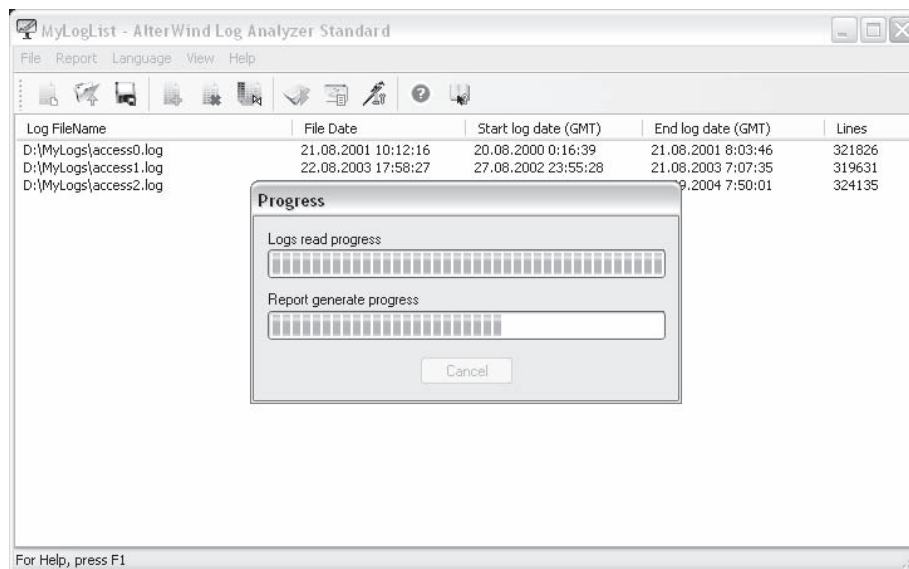 MyLogList - AlterWind Log Analyzer Standard
File Report Language View Help
Log FileName File Date Start log date (GMT) End log date (GMT) Lines
D:\MyLogs\access0.log 21.08.2001 10:12:16 20.08.2000 0:16:39 21.08.2001 8:03:46 321826
D:\MyLogs\access1.log 22.08.2003 17:58:27 27.08.2002 23:55:28 21.08.2003 7:07:35 319631
D:\MyLogs\access2.log 9.2004 7:50:01 324135
Progress
Logs read progress
Report generate progress
Cancel
For Help, press F1